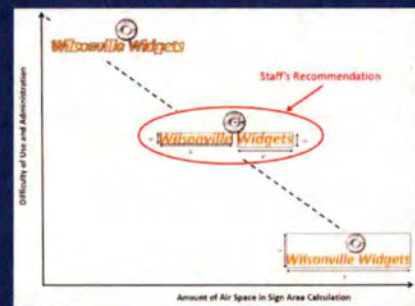 Wilsonville Widgets
Staff's Recommendation
Wilsonville Widgets
Wilsonville Widgets
Difficulty of Use and Administration
Amount of Air Space in Sign Area Calculation